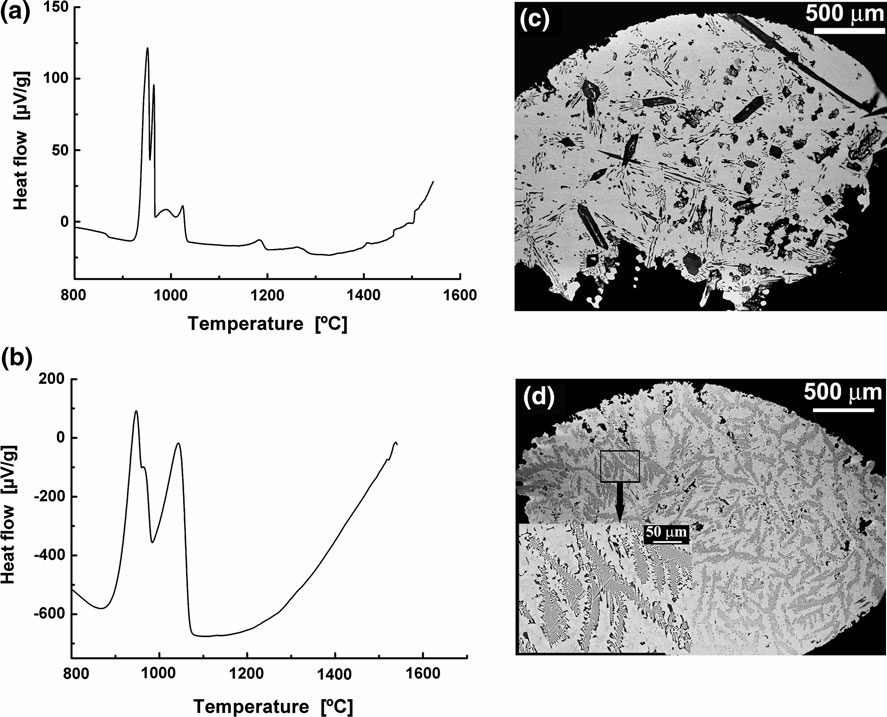 (a)
150
100
50
0
-50
Heat flow [µV/g]
800
1000
1200
1400
1600
Temperature [ºC]
(b)
200
0
-200
-400
-600
Heat flow [µV/g]
800
1000
1200
1400
1600
Temperature [ºC]
(c)
500 µm
(d)
500 µm
50 µm